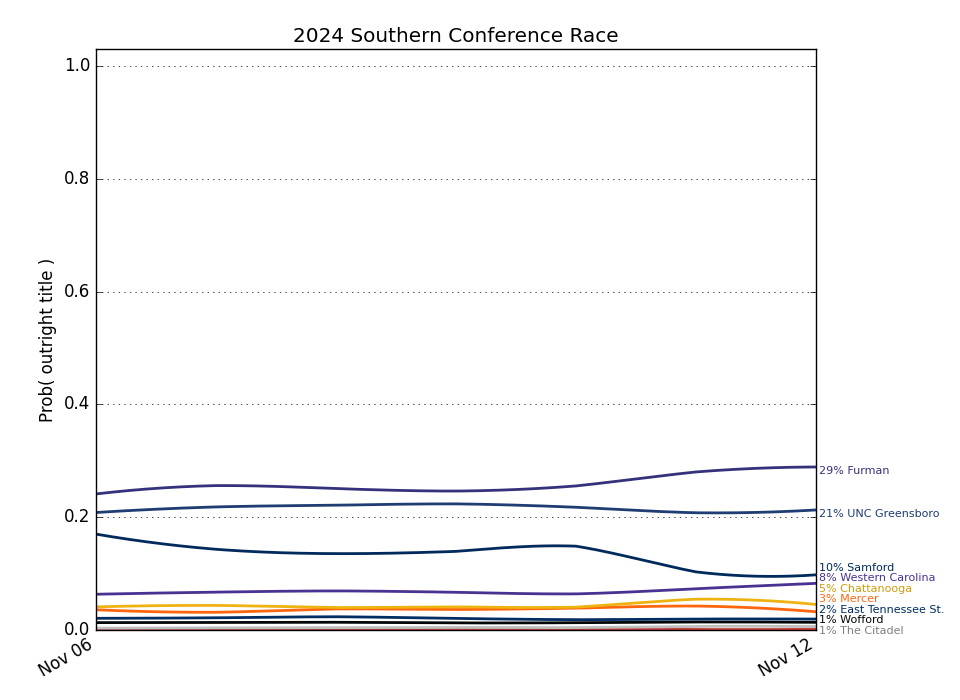 2024 Southern Conference Race
1.0
0.8
0.6
0.4
0.2
0.0
Prob( outright title )
29% Furman
21% UNC Greensboro
10% Samford
8% Western Carolina
5% Chattanooga
3% Mercer
2% East Tennessee St.
1% Wofford
1% The Citadel
Nov 06
Nov 12